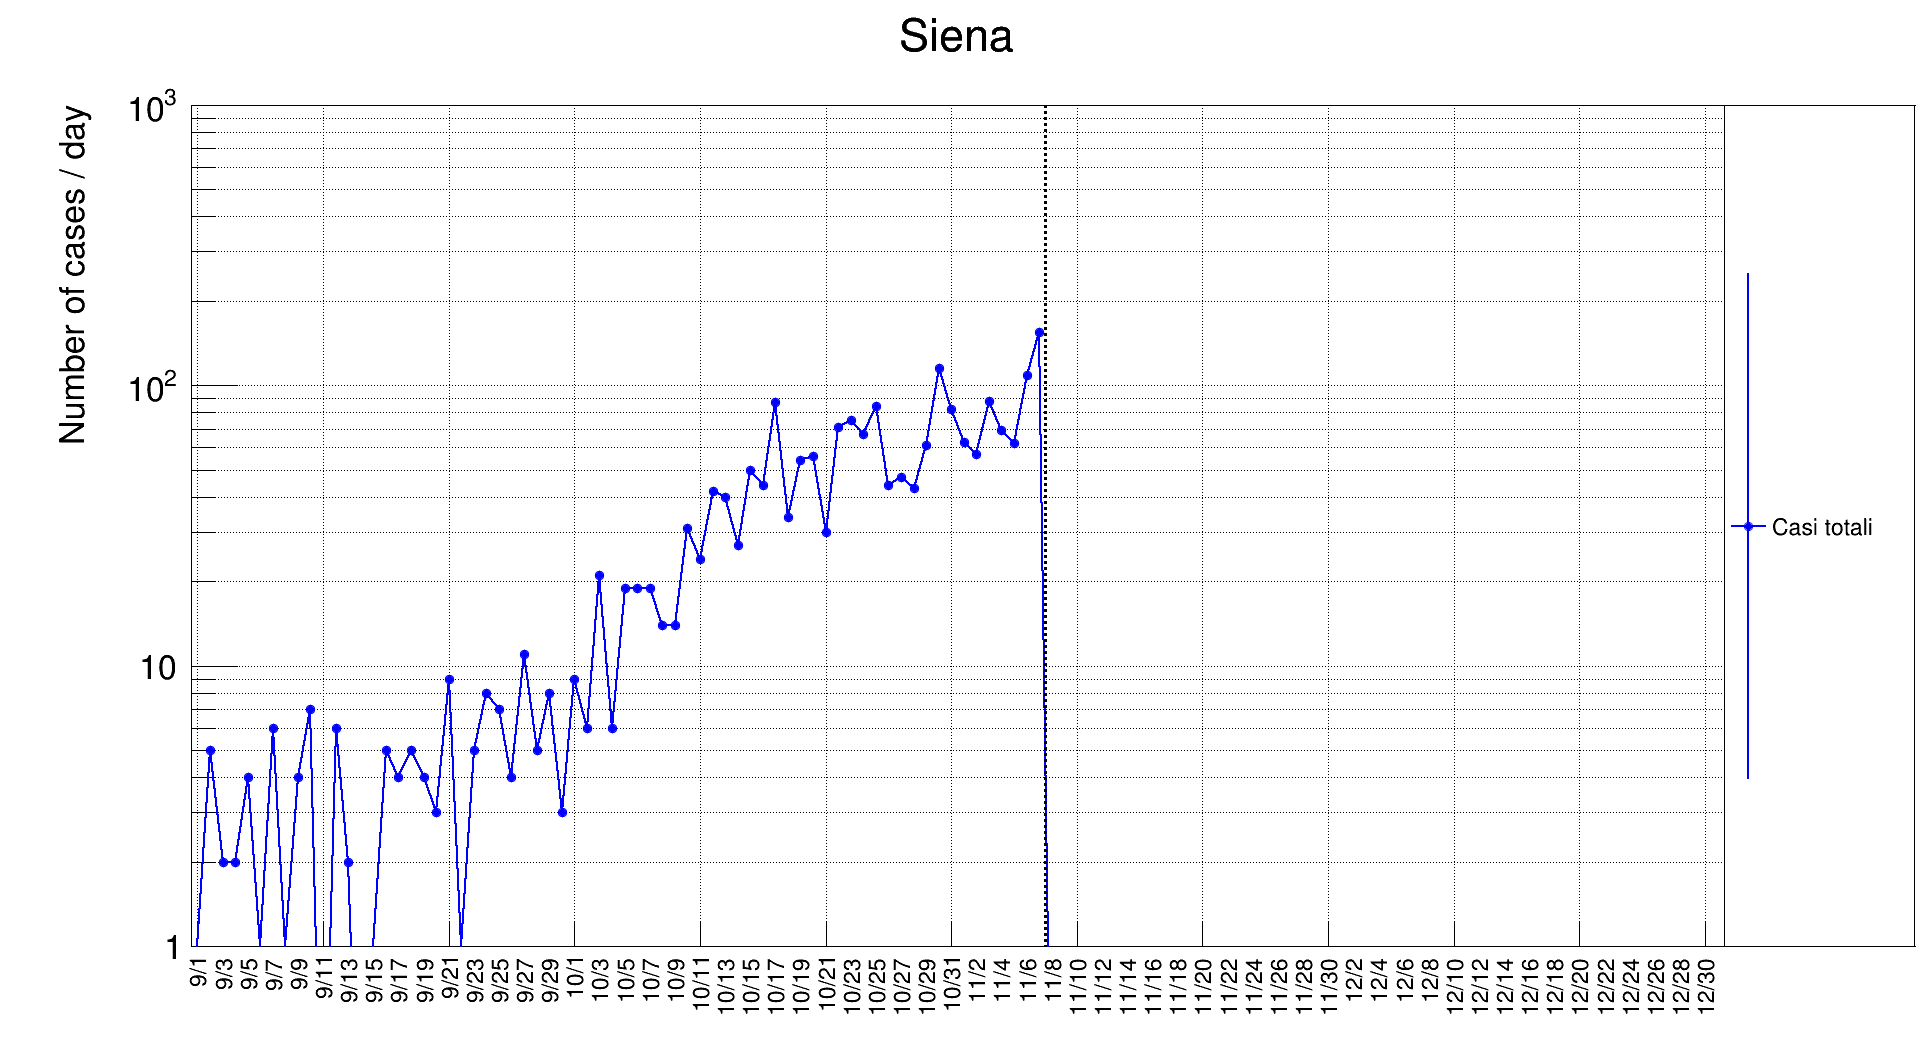 Siena
Number of cases / day
10³
10²
10
1
9/1 9/3 9/5 9/7 9/9 9/11 9/13 9/15 9/17 9/19 9/21 9/23 9/25 9/27 9/29 10/1 10/3 10/5 10/7 10/9 10/11 10/13 10/15 10/17 10/19 10/21 10/23 10/25 10/27 10/29 10/31 11/2 11/4 11/6 11/8 11/10 11/12 11/14 11/16 11/18 11/20 11/22 11/24 11/26 11/28 11/30 12/2 12/4 12/6 12/8 12/10 12/12 12/14 12/16 12/18 12/20 12/22 12/24 12/26 12/28 12/30
Casi totali